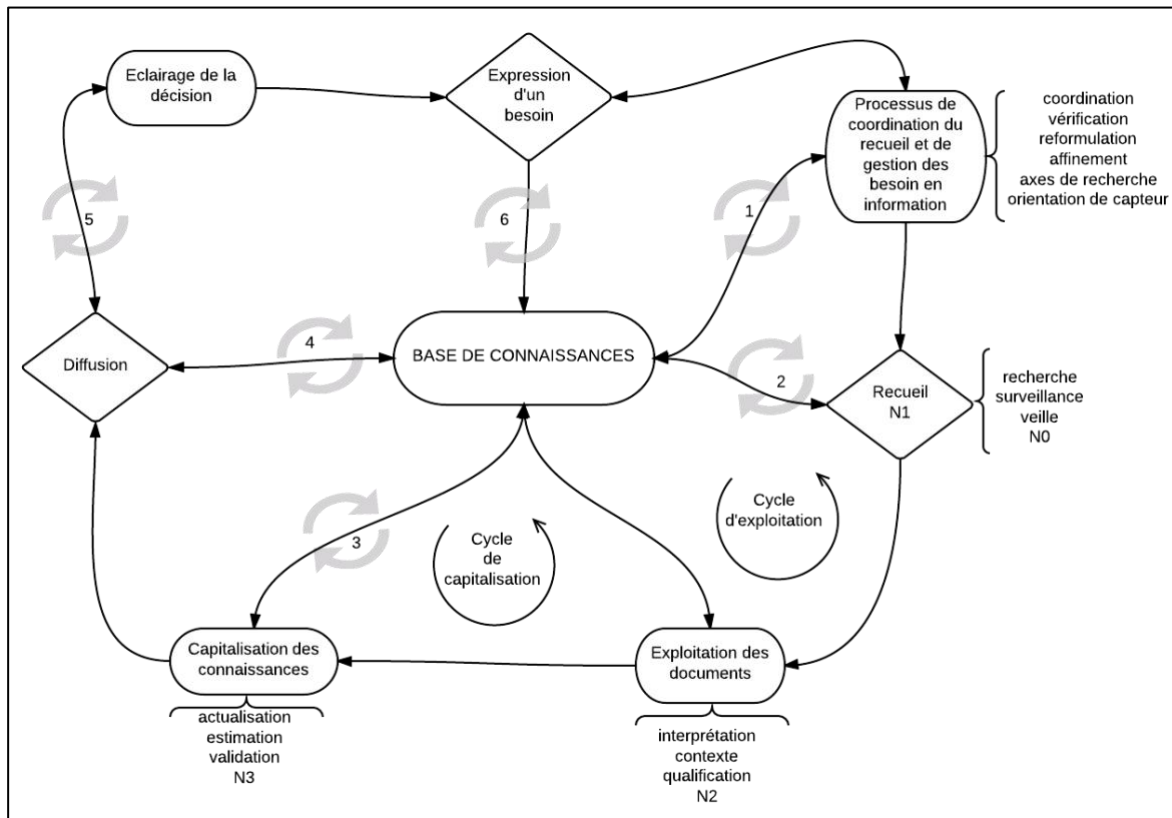 Eclairage de la
décision
Expression
d'un
besoin
Processus de
coordination du
recueil et de
gestion des
besoin en
information
coordination
vérification
reformulation
affinement
axes de recherche
orientation de capteur
5
6
1
Diffusion
4
BASE DE CONNAISSANCES
2
Recueil
N1
recherche
surveillance
veille
N0
3
Cycle
de
capitalisation
Cycle
d'exploitation
Capitalisation des
connaissances
actualisation
estimation
validation
N3
Exploitation des
documents
interprétation
contexte
qualification
N2